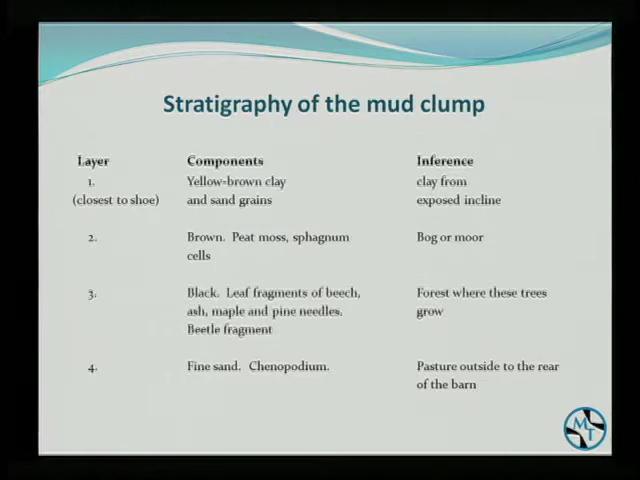 Stratigraphy of the mud clump
Layer Components Inference
1. Yellow-brown clay clay from
(closest to shoe) and sand grains exposed incline
2. Brown. Peat moss, sphagnum Bog or moor
cells
3. Black. Leaf fragments of beech, Forest where these trees
ash, maple and pine needles. grow
Beetle fragment
4. Fine sand. Chenopodium. Pasture outside to the rear
of the barn
MT